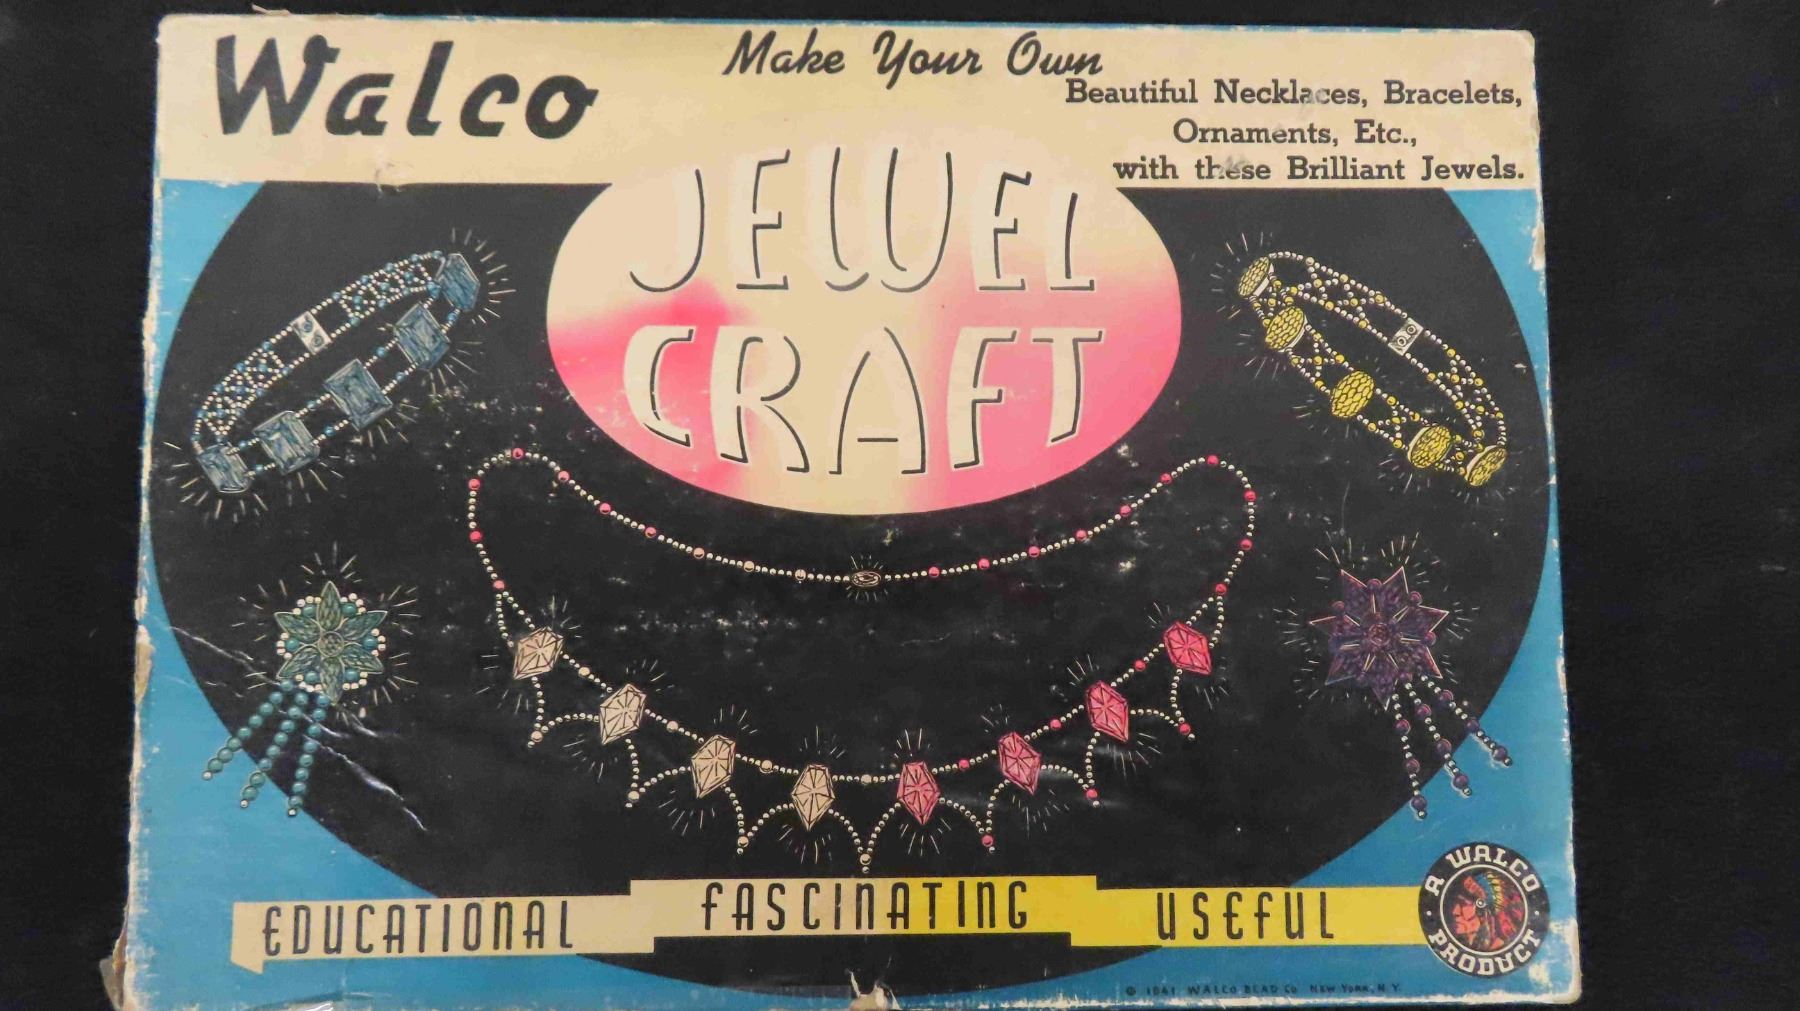 Walco
Make Your Own
Beautiful Necklaces, Bracelets,
Ornaments, Etc.,
with these Brilliant Jewels.
JEWEL
CRAFT
EDUCATIONAL
FASCINATING
USEFUL
A WALCO
PRODUCT
© 1941 WALCO BEAD CO NEW YORK, N.Y.